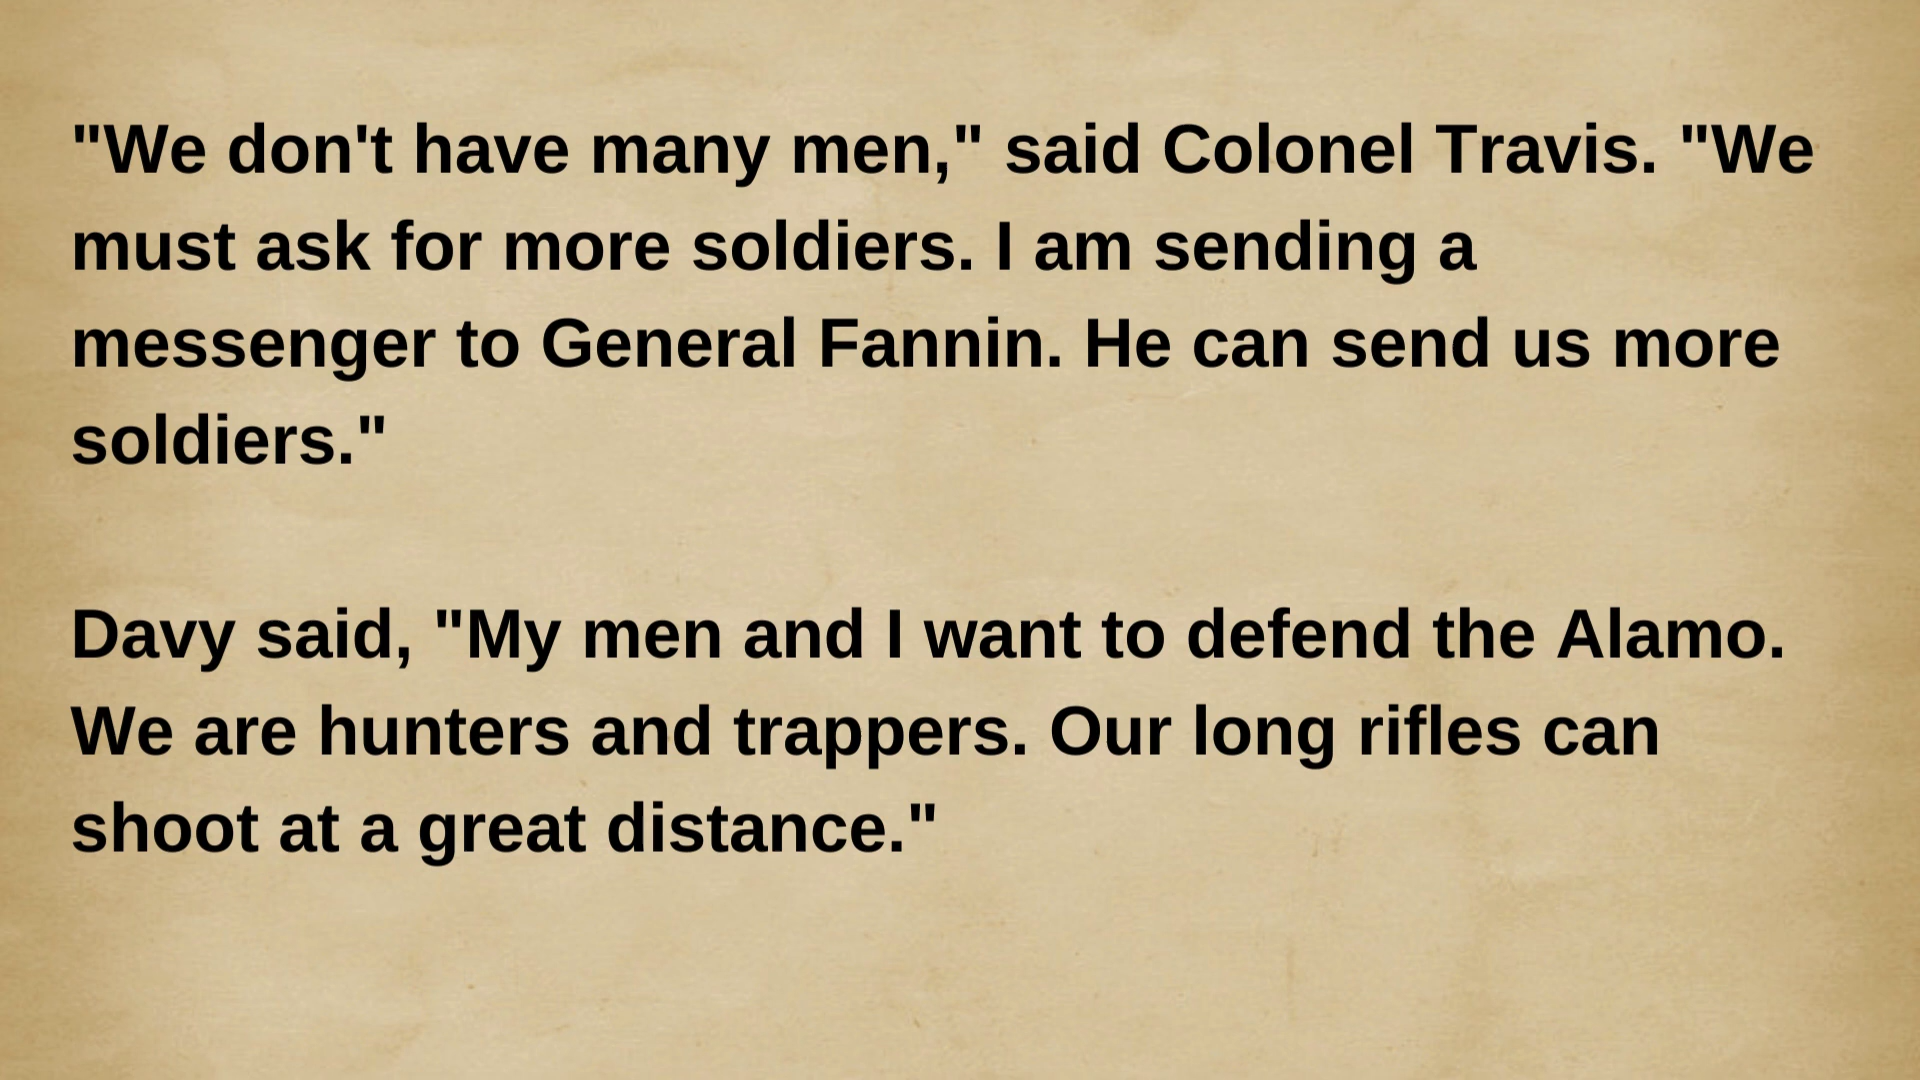 "We don't have many men," said Colonel Travis. "We
must ask for more soldiers. I am sending a
messenger to General Fannin. He can send us more
soldiers."
Davy said, "My men and I want to defend the Alamo.
We are hunters and trappers. Our long rifles can
shoot at a great distance."